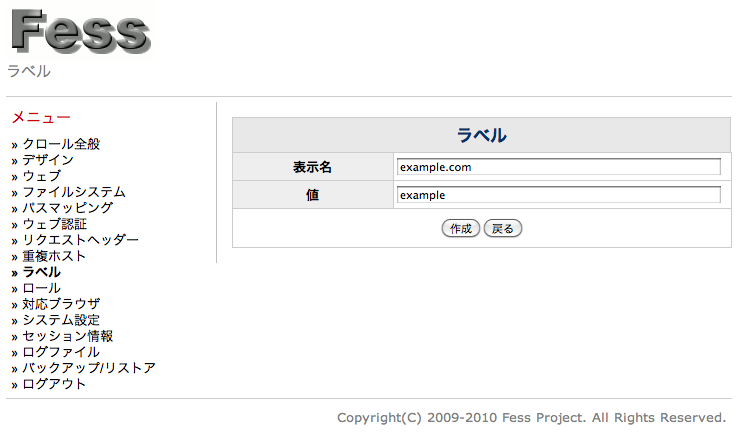 Fess
ラベル
メニュー
» クロール全般
» デザイン
» ウェブ
» ファイルシステム
» パスマッピング
» ウェブ認証
» リクエストヘッダー
» 重複ホスト
» ラベル
» ロール
» 対応ブラウザ
» システム設定
» セッション情報
» ログファイル
» バックアップ/リストア
» ログアウト
ラベル
表示名 example.com
値 example
作成 戻る
Copyright(C) 2009-2010 Fess Project. All Rights Reserved.